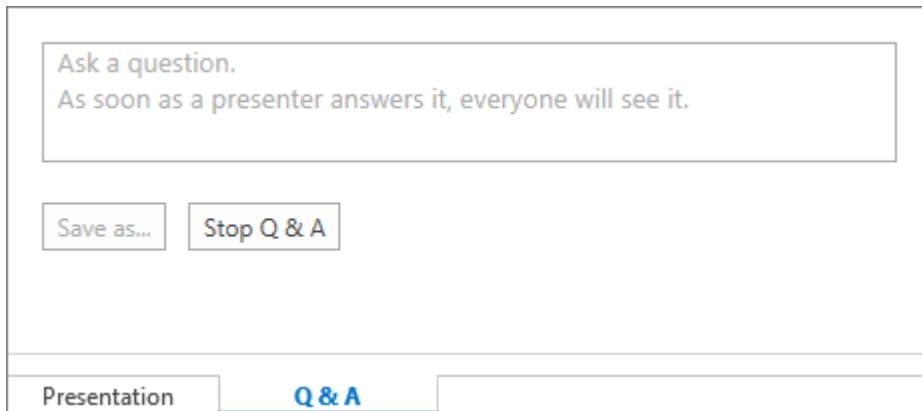 Ask a question.
As soon as a presenter answers it, everyone will see it.
Save as... Stop Q & A
Presentation Q & A